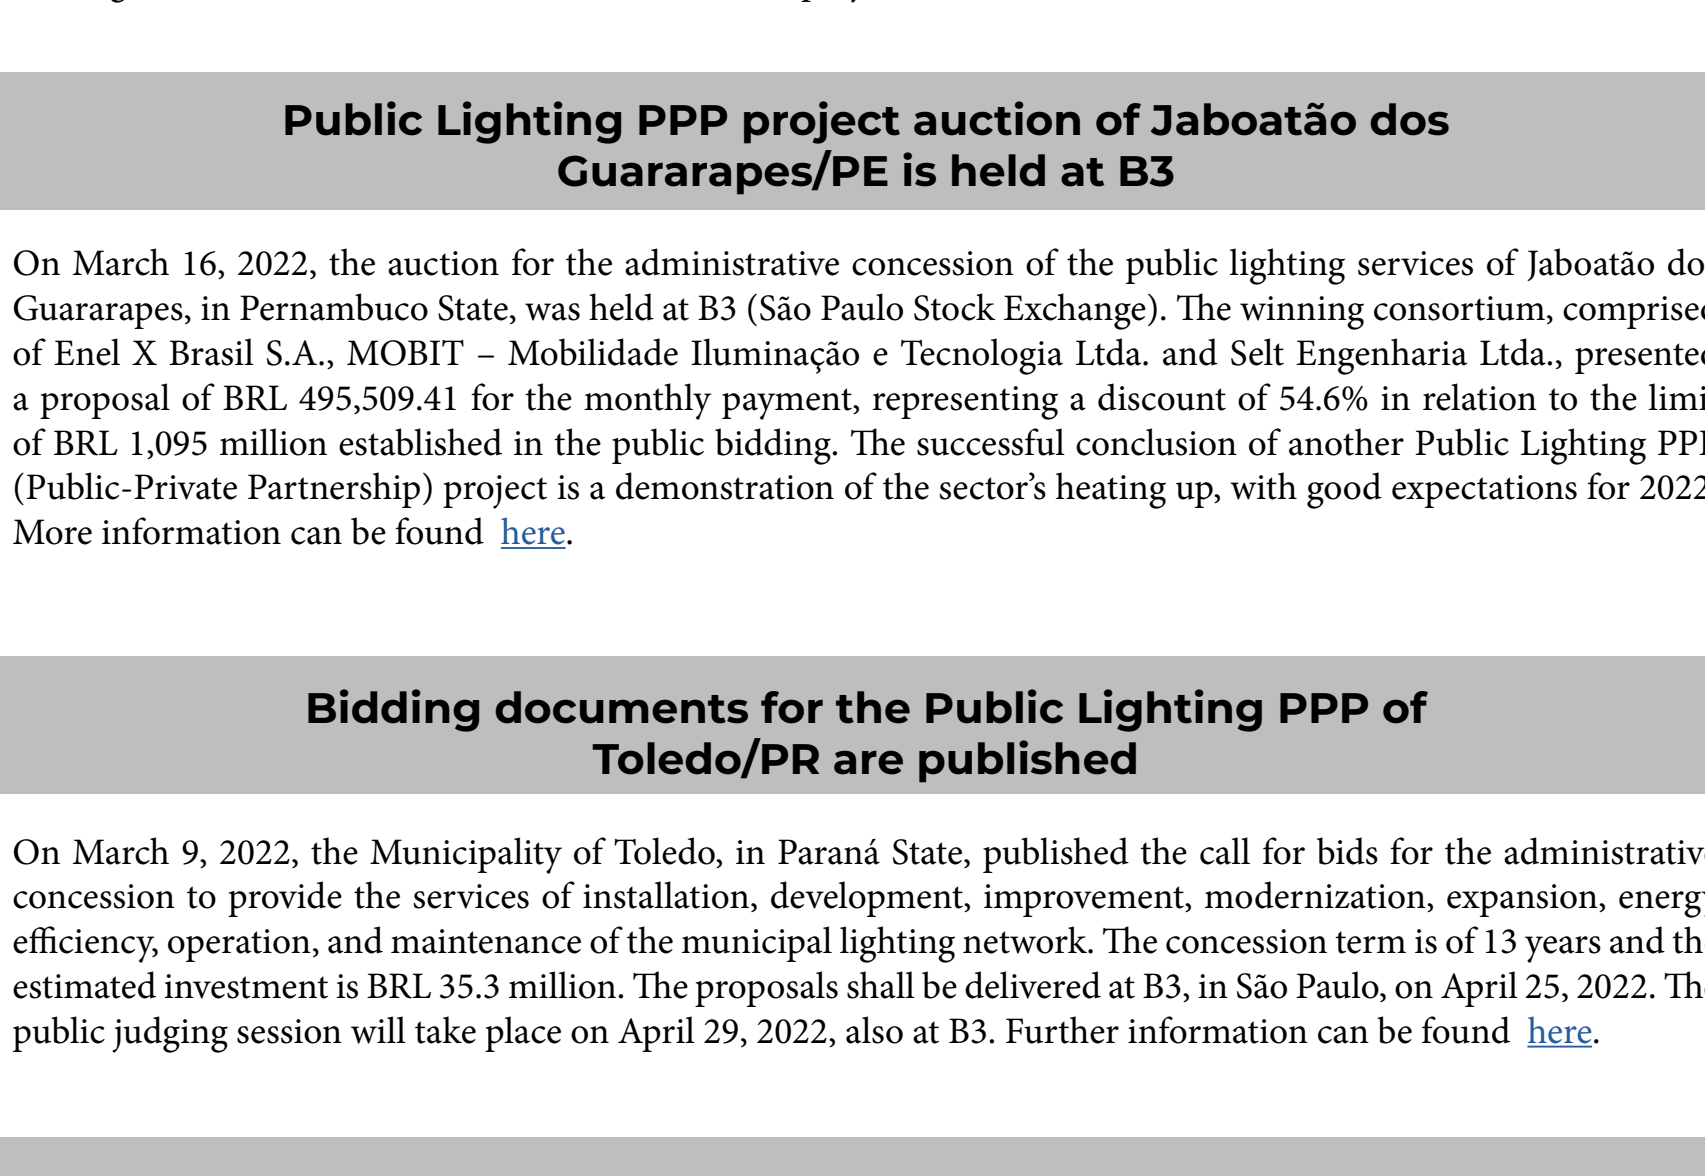 Public Lighting PPP project auction of Jaboatão dos
Guararapes/PE is held at B3
On March 16, 2022, the auction for the administrative concession of the public lighting services of Jaboatão do
Guararapes, in Pernambuco State, was held at B3 (São Paulo Stock Exchange). The winning consortium, comprised
of Enel X Brasil S.A., MOBIT – Mobilidade Iluminação e Tecnologia Ltda. and Selt Engenharia Ltda., presented
a proposal of BRL 495,509.41 for the monthly payment, representing a discount of 54.6% in relation to the limi
of BRL 1,095 million established in the public bidding. The successful conclusion of another Public Lighting PPP
(Public-Private Partnership) project is a demonstration of the sector’s heating up, with good expectations for 2022.
More information can be found here.
Bidding documents for the Public Lighting PPP of
Toledo/PR are published
On March 9, 2022, the Municipality of Toledo, in Paraná State, published the call for bids for the administrative
concession to provide the services of installation, development, improvement, modernization, expansion, energy
efficiency, operation, and maintenance of the municipal lighting network. The concession term is of 13 years and the
estimated investment is BRL 35.3 million. The proposals shall be delivered at B3, in São Paulo, on April 25, 2022. The
public judging session will take place on April 29, 2022, also at B3. Further information can be found here.